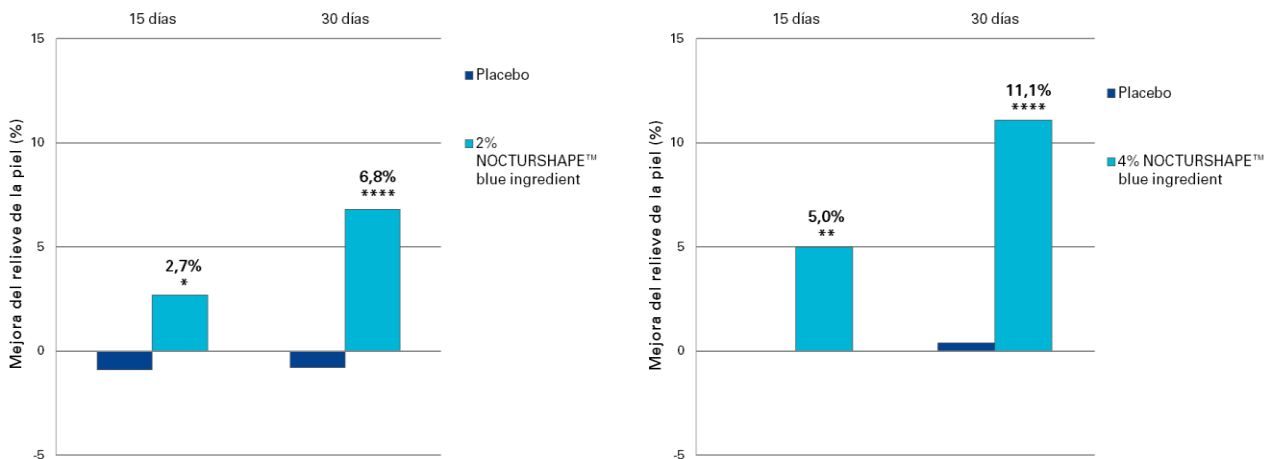 15 días
30 días
15
10
5
0
-5
Mejora del relieve de la piel (%)
2,7%
*
6,8%
****
Placebo
2%
NOCTURSHAPE™
blue ingredient
15 días
30 días
15
10
5
0
-5
Mejora del relieve de la piel (%)
5,0%
**
11,1%
****
Placebo
4% NOCTURSHAPE™
blue ingredient